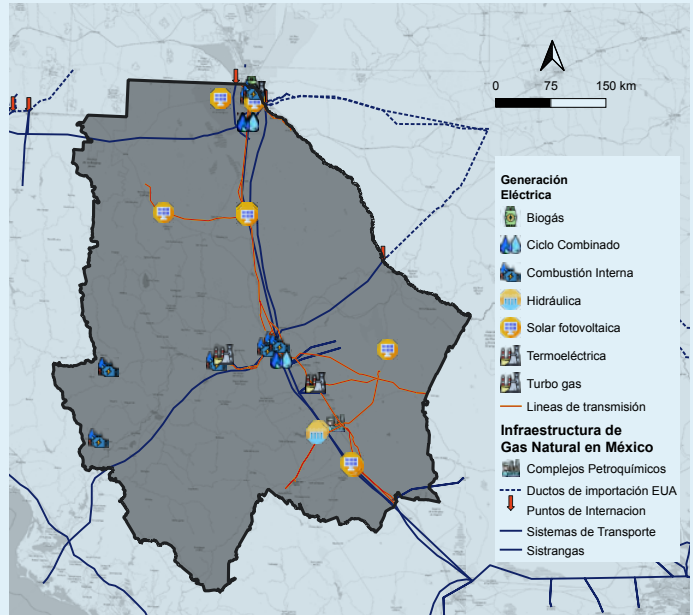 0 75 150 km
Generación
Eléctrica
Biogás
Ciclo Combinado
Combustión Interna
Hidráulica
Solar fotovoltaica
Termoeléctrica
Turbo gas
Lineas de transmisión
Infraestructura de
Gas Natural en México
Complejos Petroquímicos
Ductos de importación EUA
Puntos de Internacion
Sistemas de Transporte
Sistrangas